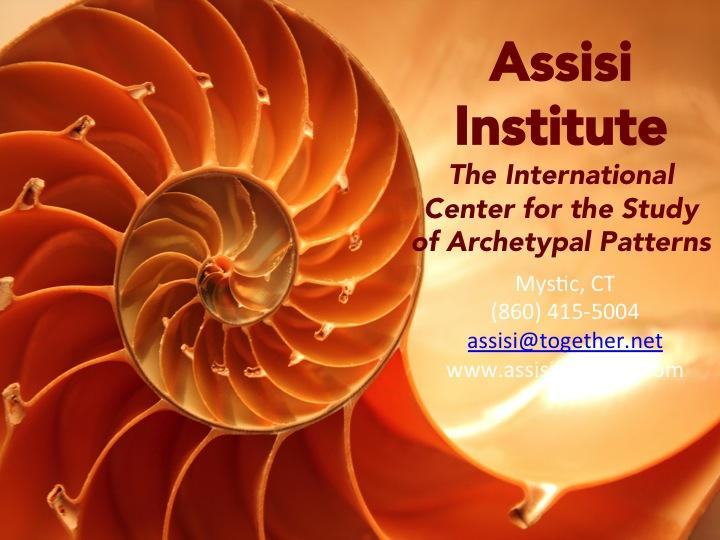 Assisi
Institute
The International
Center for the Study
of Archetypal Patterns
Mystic, CT
(860) 415-5004
assisi@together.net